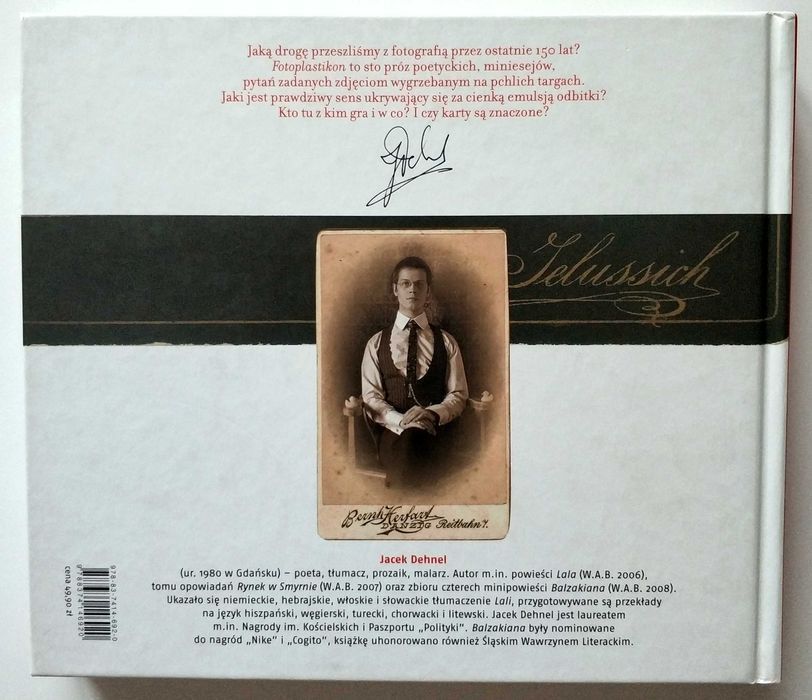 Jaką drogę przeszliśmy z fotografią przez ostatnie 150 lat?
Fotoplastikon to sto próz poetyckich, miniesejów,
pytań zadanych zdjęciom wygrzebanym na pchlich targach.
Jaki jest prawdziwy sens ukrywający się za cienką emulsją odbitki?
Kto tu z kim gra i w co? I czy karty są znaczone?
Jelussich
Bernh. Herfart.
DANZIG Reitbahn 7.
Jacek Dehnel
(ur. 1980 w Gdańsku) – poeta, tłumacz, prozaik, malarz. Autor m.in. powieści Lala (W.A.B. 2006),
tomu opowiadań Rynek w Smyrnie (W.A.B. 2007) oraz zbioru czterech minipowieści Balzakiana (W.A.B. 2008).
Ukazało się niemieckie, hebrajskie, włoskie i słowackie tłumaczenie Lali, przygotowywane są przekłady
na język hiszpański, węgierski, turecki, chorwacki i litewski. Jacek Dehnel jest laureatem
m.in. Nagrody im. Kościelskich i Paszportu „Polityki”. Balzakiana były nominowane
do nagród „Nike” i „Cogito”, książkę uhonorowano również Śląskim Wawrzynem Literackim.
978-83-7414-692-0
9788374146920
cena 49,90 zł